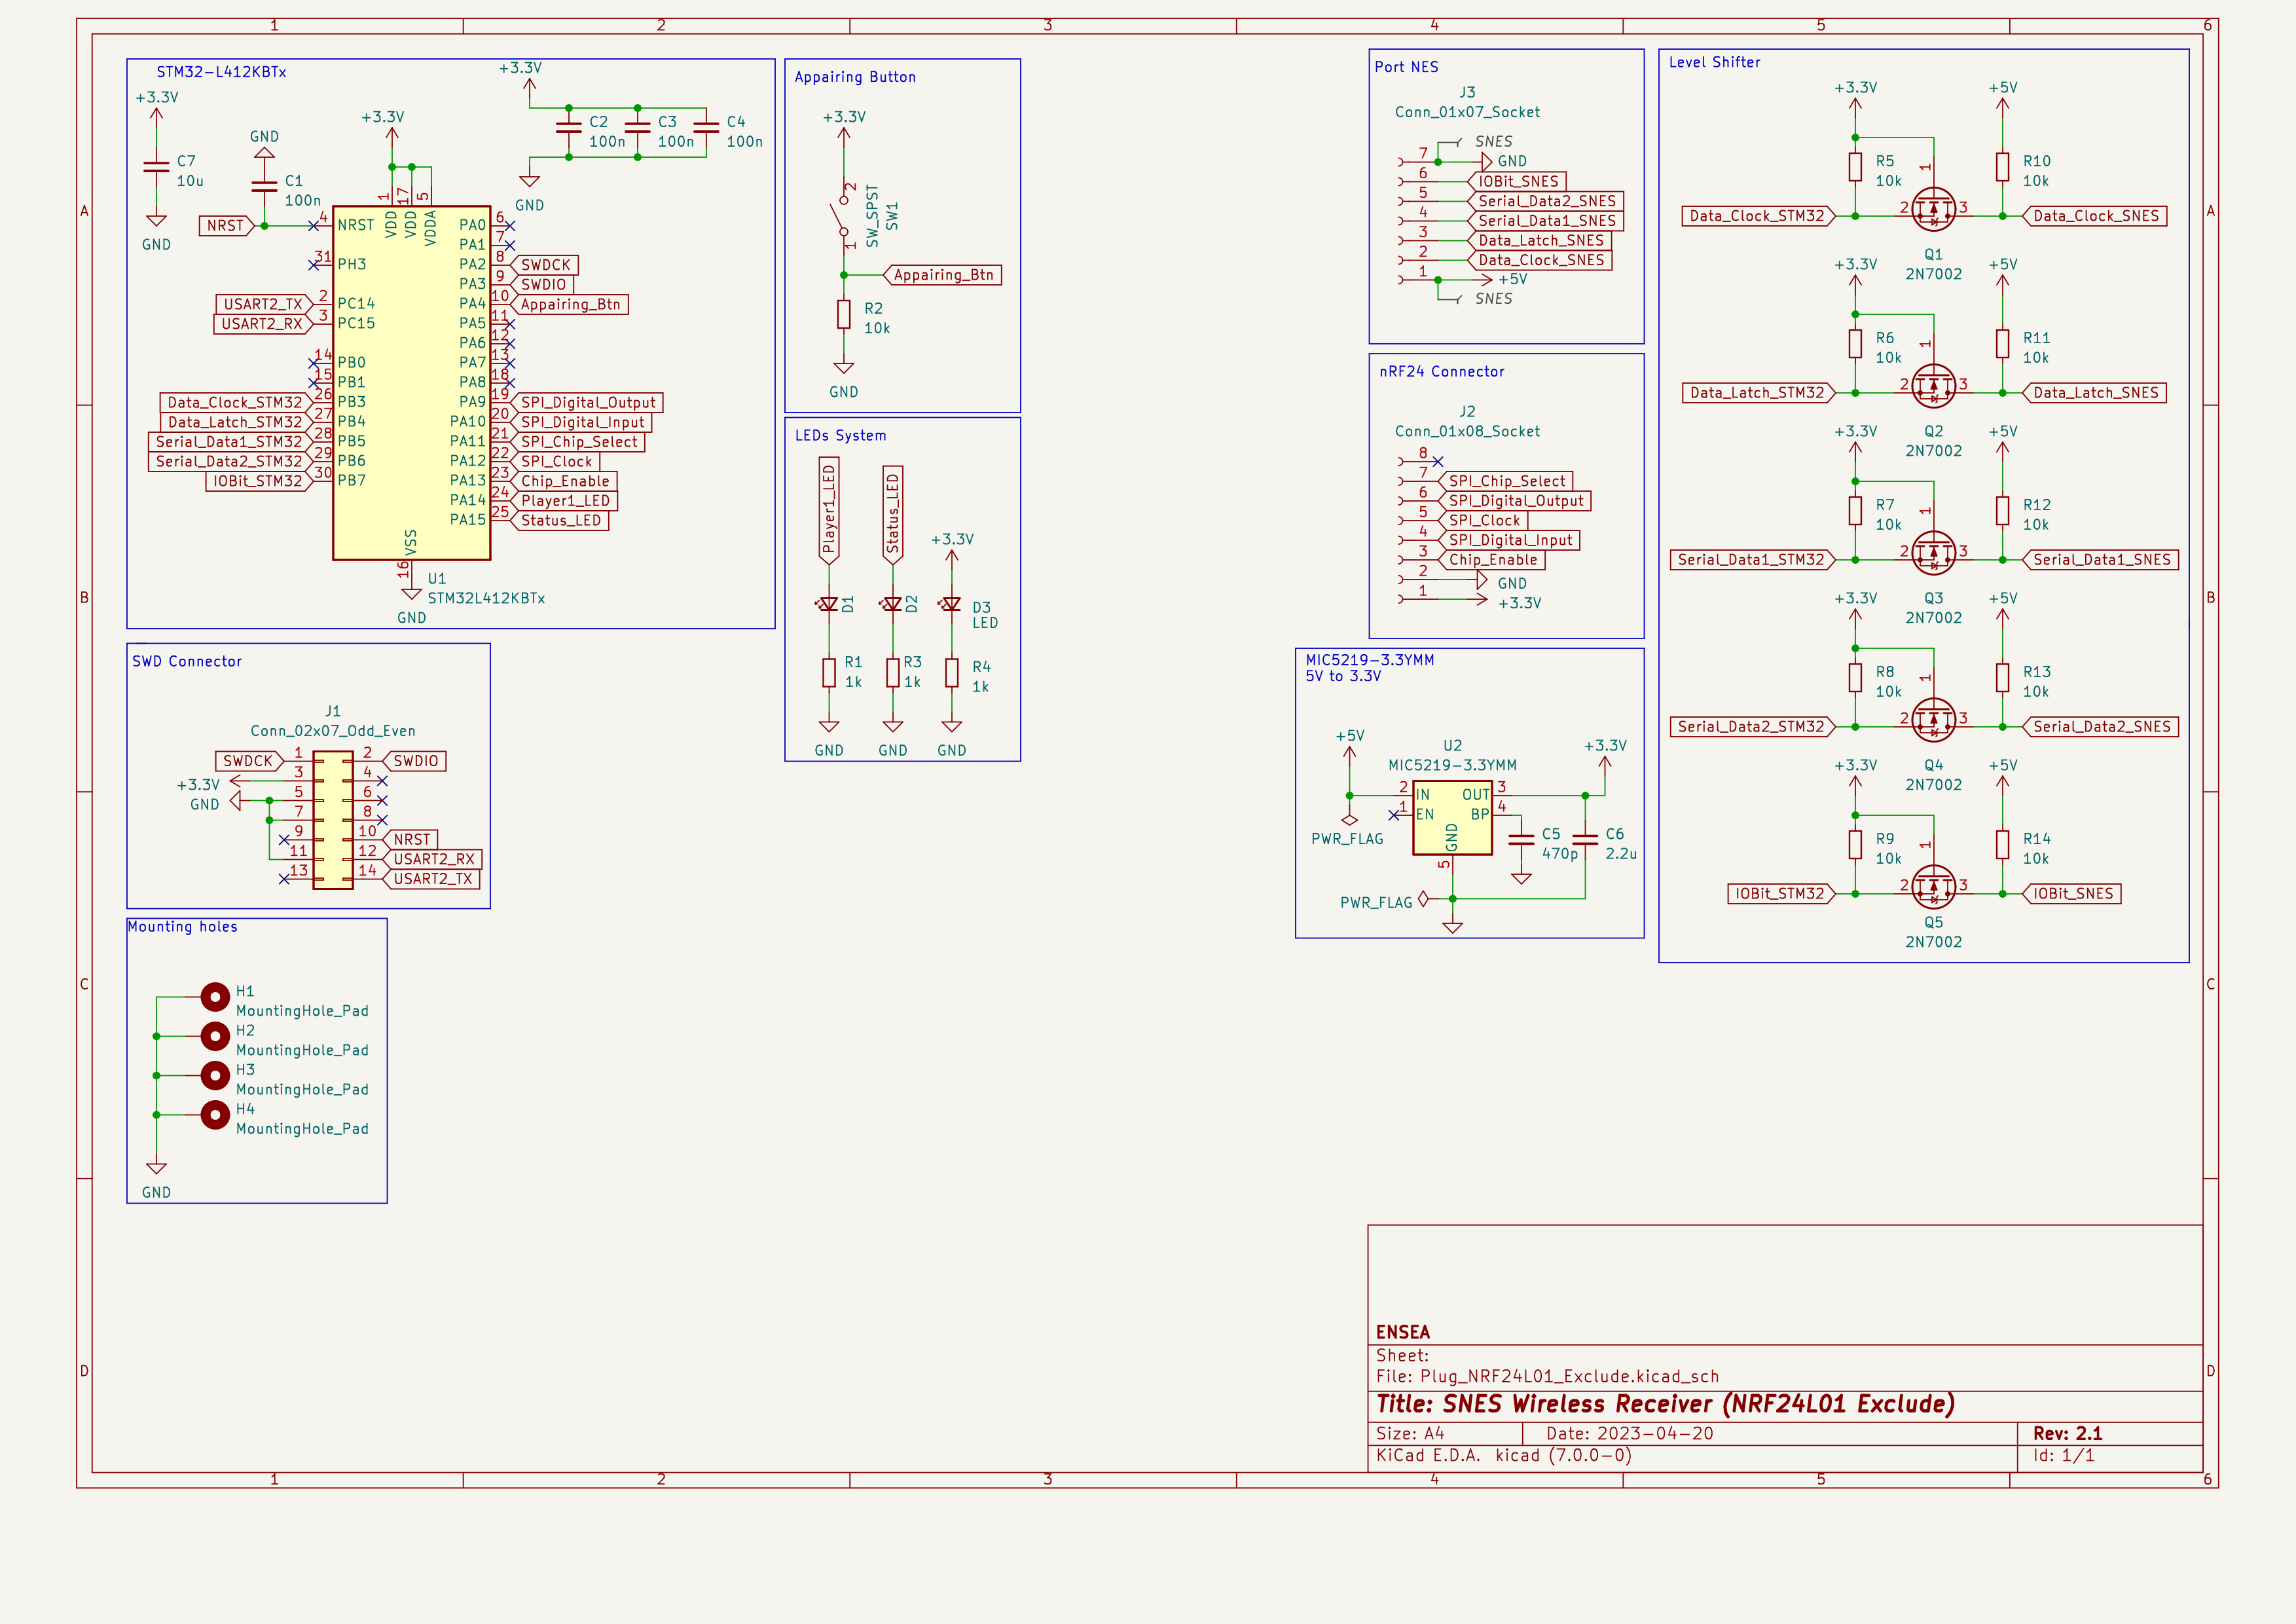 1 2 3 4 5 6
A
B
C
D
STM32-L412KBTx
+3.3V
C7
10u
GND
GND
C1
100n
NRST
+3.3V
+3.3V
C2
100n
C3
100n
C4
100n
GND
1 VDD
17 VDD
5 VDDA
4 NRST
31 PH3
USART2_TX 2 PC14
USART2_RX 3 PC15
14 PB0
15 PB1
Data_Clock_STM32 26 PB3
Data_Latch_STM32 27 PB4
Serial_Data1_STM32 28 PB5
Serial_Data2_STM32 29 PB6
IOBit_STM32 30 PB7
PA0 6
PA1 7
PA2 8 SWDCK
PA3 9 SWDIO
PA4 10 Appairing_Btn
PA5 11
PA6 12
PA7 13
PA8 18
PA9 19 SPI_Digital_Output
PA10 20 SPI_Digital_Input
PA11 21 SPI_Chip_Select
PA12 22 SPI_Clock
PA13 23 Chip_Enable
PA14 24 Player1_LED
PA15 25 Status_LED
VSS
16
U1
STM32L412KBTx
GND
Appairing Button
+3.3V
2
SW_SPST
SW1
1
Appairing_Btn
R2
10k
GND
LEDs System
Player1_LED
Status_LED
+3.3V
D1
D2
D3
LED
R1
1k
R3
1k
R4
1k
GND
GND
GND
SWD Connector
J1
Conn_02x07_Odd_Even
SWDCK 1 2 SWDIO
+3.3V 3 4
GND 5 6
7 8
9 10 NRST
11 12 USART2_RX
13 14 USART2_TX
Mounting holes
H1
MountingHole_Pad
H2
MountingHole_Pad
H3
MountingHole_Pad
H4
MountingHole_Pad
GND
Port NES
J3
Conn_01x07_Socket
SNES
7 GND
6 IOBit_SNES
5 Serial_Data2_SNES
4 Serial_Data1_SNES
3 Data_Latch_SNES
2 Data_Clock_SNES
1 +5V
SNES
nRF24 Connector
J2
Conn_01x08_Socket
8
7 SPI_Chip_Select
6 SPI_Digital_Output
5 SPI_Clock
4 SPI_Digital_Input
3 Chip_Enable
2 GND
1 +3.3V
MIC5219-3.3YMM
5V to 3.3V
+5V
U2
MIC5219-3.3YMM
+3.3V
2 IN OUT 3
1 EN BP 4
GND
5
PWR_FLAG
C5
470p
C6
2.2u
PWR_FLAG
Level Shifter
+3.3V +5V
R5
10k
1
R10
10k
Data_Clock_STM32 2 3 Data_Clock_SNES
Q1
2N7002
+3.3V +5V
R6
10k
1
R11
10k
Data_Latch_STM32 2 3 Data_Latch_SNES
Q2
2N7002
+3.3V +5V
R7
10k
1
R12
10k
Serial_Data1_STM32 2 3 Serial_Data1_SNES
Q3
2N7002
+3.3V +5V
R8
10k
1
R13
10k
Serial_Data2_STM32 2 3 Serial_Data2_SNES
Q4
2N7002
+3.3V +5V
R9
10k
1
R14
10k
IOBit_STM32 2 3 IOBit_SNES
Q5
2N7002
A
B
C
D
ENSEA
Sheet:
File: Plug_NRF24L01_Exclude.kicad_sch
Title: SNES Wireless Receiver (NRF24L01 Exclude)
Size: A4 Date: 2023-04-20 Rev: 2.1
KiCad E.D.A. kicad (7.0.0-0) Id: 1/1
1 2 3 4 5 6